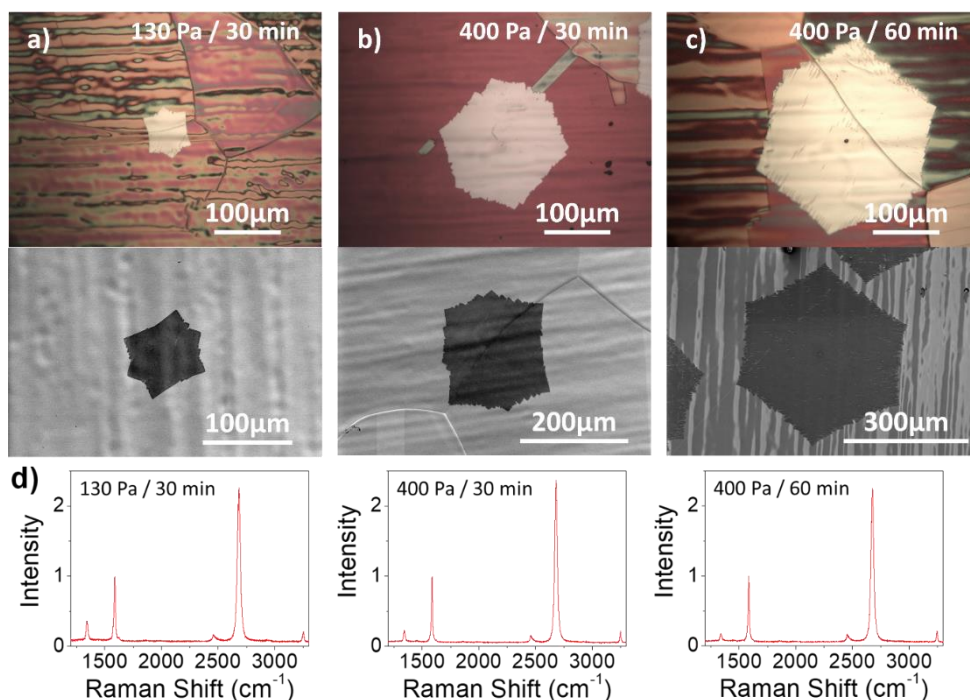 a) 130 Pa / 30 min
b) 400 Pa / 30 min
c) 400 Pa / 60 min
100μm
100μm
100μm
100μm
200μm
300μm
d)
130 Pa / 30 min
400 Pa / 30 min
400 Pa / 60 min
Intensity
2
1
0
1500 2000 2500 3000
Raman Shift (cm⁻¹)
Intensity
2
1
0
1500 2000 2500 3000
Raman Shift (cm⁻¹)
Intensity
2
1
0
1500 2000 2500 3000
Raman Shift (cm⁻¹)